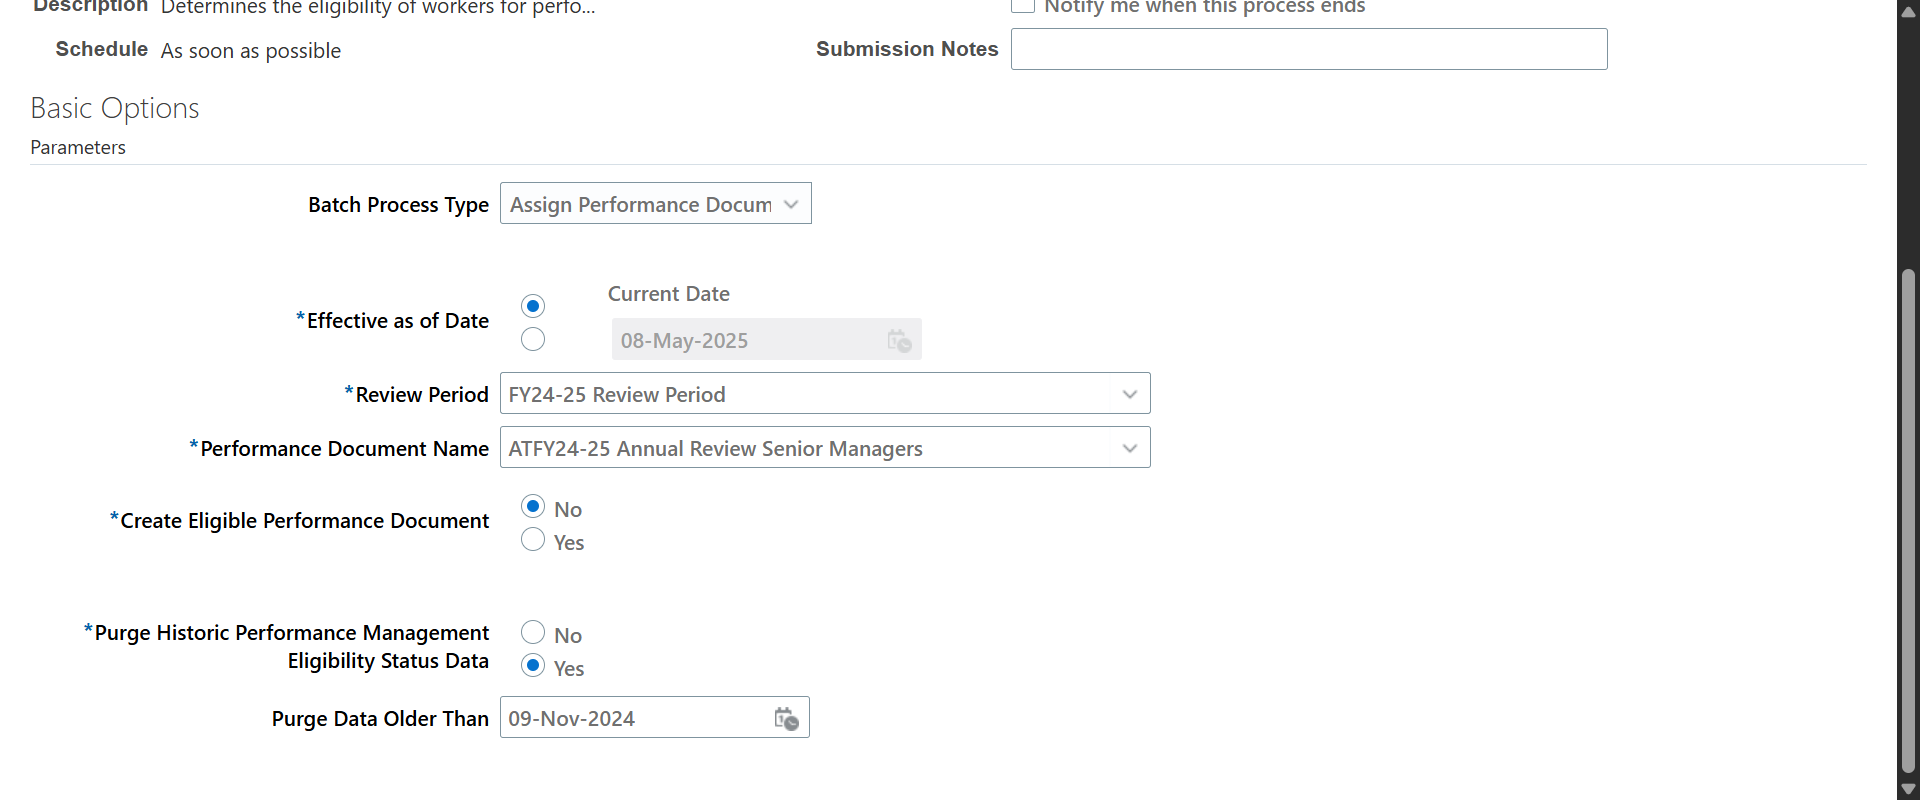 Description Determines the eligibility of workers for perfo...
Notify me when this process ends
Schedule As soon as possible
Submission Notes
Basic Options
Parameters
Batch Process Type Assign Performance Docum
Current Date
*Effective as of Date
08-May-2025
*Review Period FY24-25 Review Period
*Performance Document Name ATFY24-25 Annual Review Senior Managers
*Create Eligible Performance Document
No
Yes
*Purge Historic Performance Management
Eligibility Status Data
No
Yes
Purge Data Older Than 09-Nov-2024